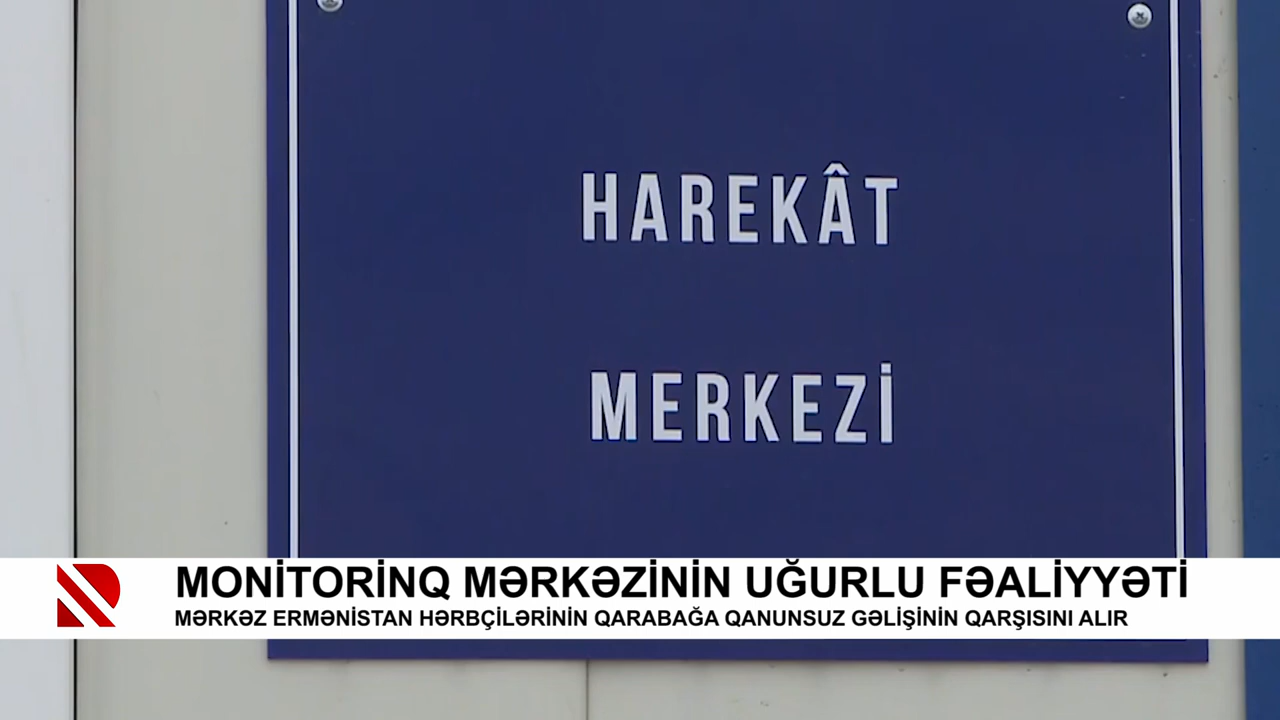 HAREKÂT
MERKEZİ
MONİTORİNQ MƏRKƏZİNİN UĞURLU FƏALİYYƏTİ
MƏRKƏZ ERMƏNİSTAN HƏRBÇİLƏRİNİN QARABAĞA QANUNSUZ GƏLİŞİNİN QARŞISINI ALIR